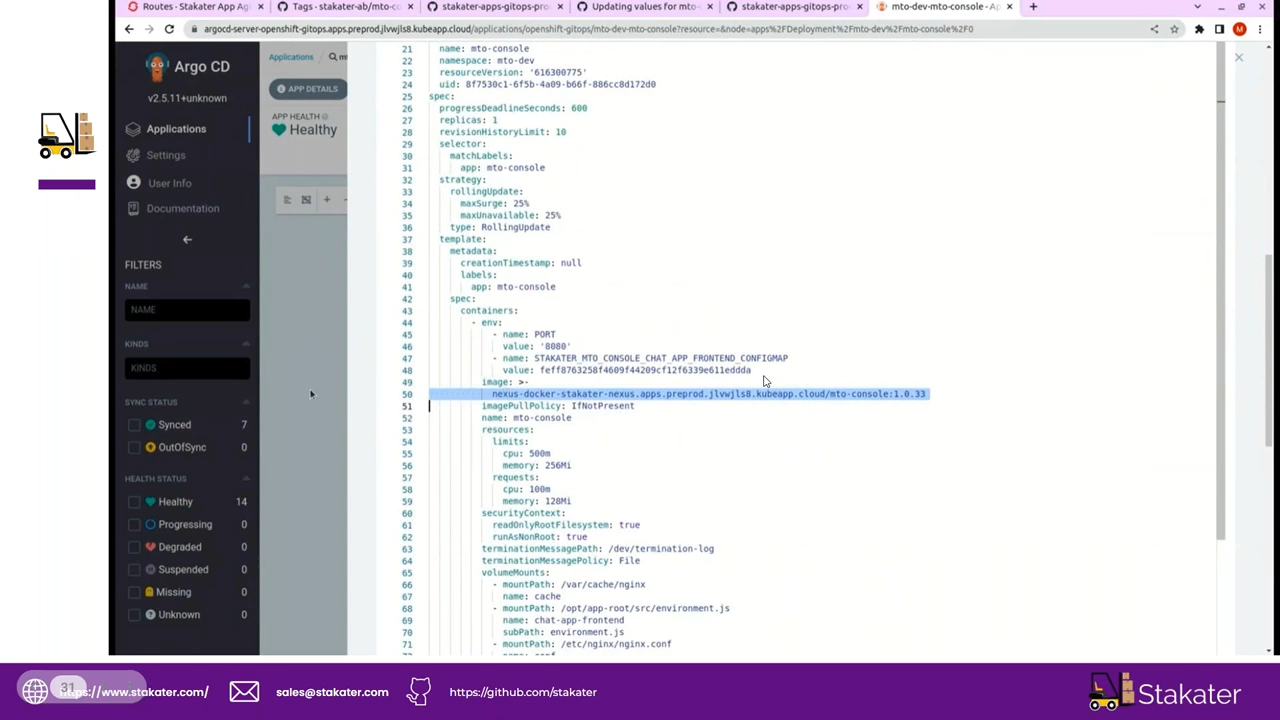 Routes - Stakater App Ag
Tags · stakater-ab/mto-co
stakater-apps-gitops-pro
Updating values for mto-
stakater-apps-gitops-pre
mto-dev-mto-console - Ap
argocd-server-openshift-gitops.apps.preprod.jlvwjls8.kubeapp.cloud/applications/openshift-gitops/mto-dev-mto-console?resource=&node=apps%2FDeployment%2Fmto-dev%2Fmto-console%2F0
M
Argo CD
v2.5.11+unknown
Applications
Settings
User Info
Documentation
FILTERS
NAME
NAME
KINDS
KINDS
SYNC STATUS
Synced 7
OutOfSync 0
HEALTH STATUS
Healthy 14
Progressing 0
Degraded 0
Suspended 0
Missing 0
Unknown 0
Applications
APP DETAILS
APP HEALTH
Healthy
21 name: mto-console
22 namespace: mto-dev
23 resourceVersion: '616300775'
24 uid: 8f7530c1-6f5b-4a09-b66f-886cc8d172d0
25 spec:
26 progressDeadlineSeconds: 600
27 replicas: 1
28 revisionHistoryLimit: 10
29 selector:
30 matchLabels:
31 app: mto-console
32 strategy:
33 rollingUpdate:
34 maxSurge: 25%
35 maxUnavailable: 25%
36 type: RollingUpdate
37 template:
38 metadata:
39 creationTimestamp: null
40 labels:
41 app: mto-console
42 spec:
43 containers:
44 - env:
45 - name: PORT
46 value: '8080'
47 - name: STAKATER_MTO_CONSOLE_CHAT_APP_FRONTEND_CONFIGMAP
48 value: feff8763258f4609f44209cf12f6339e611eddda
49 image: >-
50 nexus-docker-stakater-nexus.apps.preprod.jlvwjls8.kubeapp.cloud/mto-console:1.0.33
51 imagePullPolicy: IfNotPresent
52 name: mto-console
53 resources:
54 limits:
55 cpu: 500m
56 memory: 256Mi
57 requests:
58 cpu: 100m
59 memory: 128Mi
60 securityContext:
61 readOnlyRootFilesystem: true
62 runAsNonRoot: true
63 terminationMessagePath: /dev/termination-log
64 terminationMessagePolicy: File
65 volumeMounts:
66 - mountPath: /var/cache/nginx
67 name: cache
68 - mountPath: /opt/app-root/src/environment.js
69 name: chat-app-frontend
70 subPath: environment.js
71 - mountPath: /etc/nginx/nginx.conf
31
https://www.stakater.com/
sales@stakater.com
https://github.com/stakater
Stakater